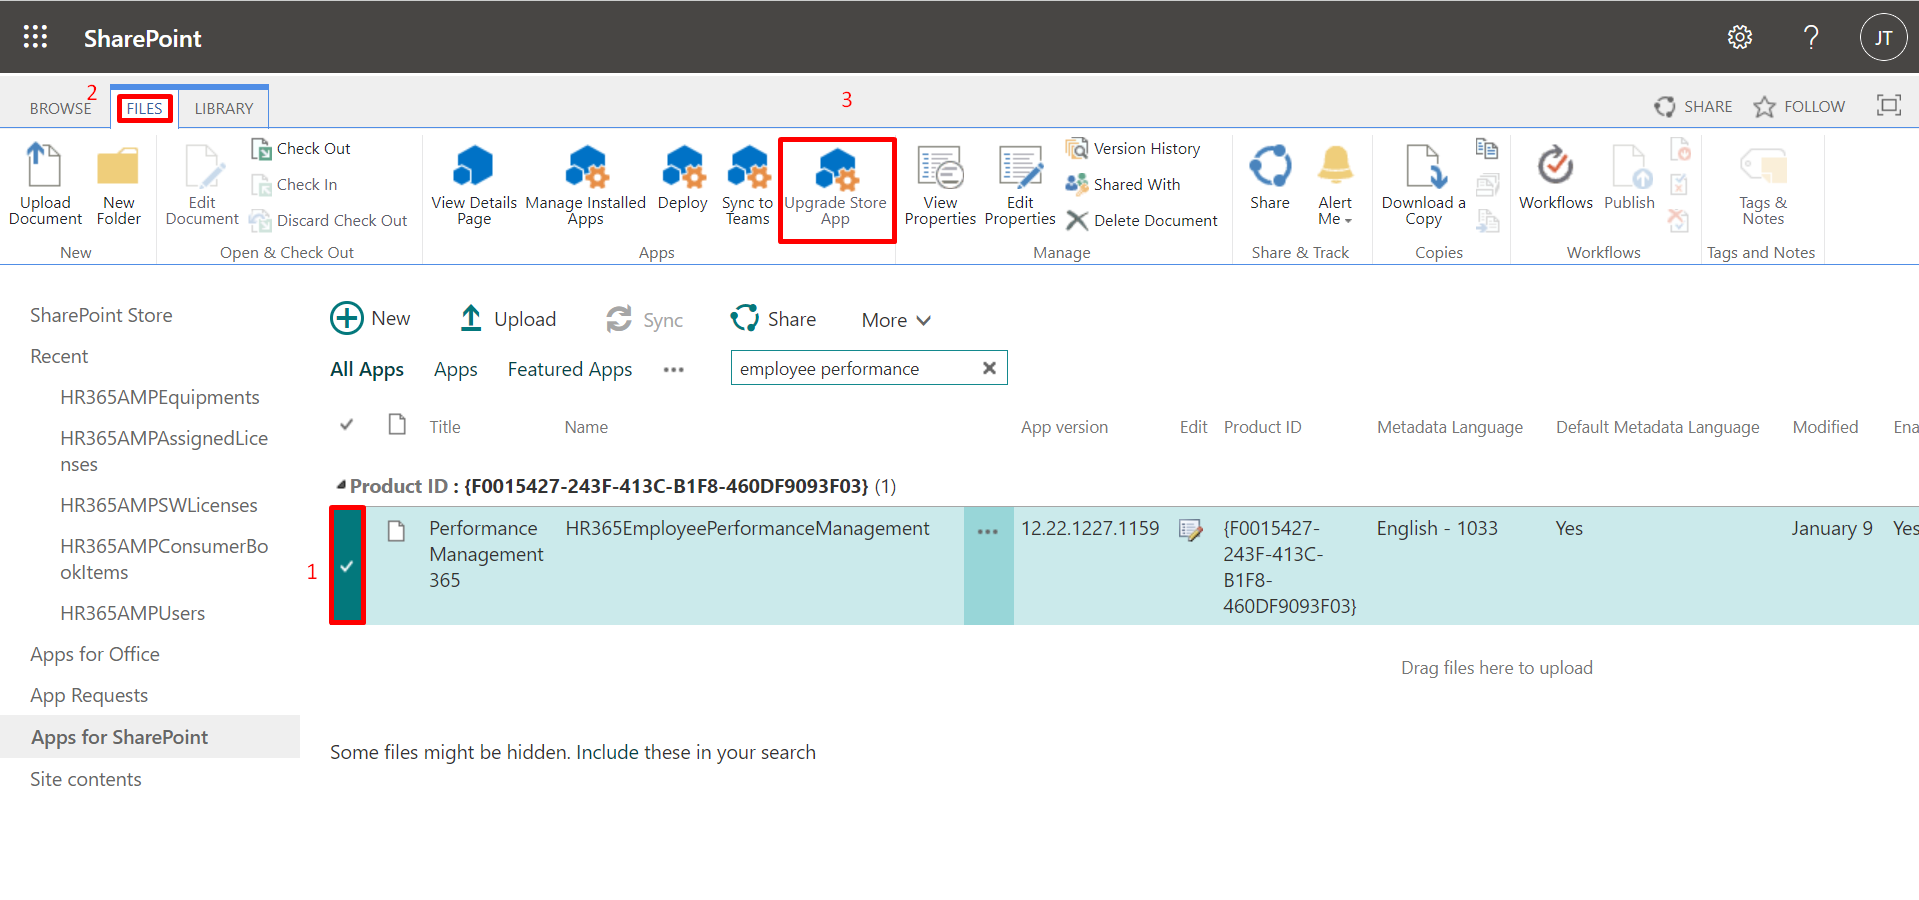 SharePoint
JT
2
3
BROWSE FILES LIBRARY
SHARE FOLLOW
Upload Document
New Folder
New
Edit Document
Check Out
Check In
Discard Check Out
Open & Check Out
View Details Page
Manage Installed Apps
Deploy
Sync to Teams
Upgrade Store App
Apps
View Properties
Edit Properties
Version History
Shared With
Delete Document
Manage
Share
Alert Me
Share & Track
Download a Copy
Copies
Workflows
Publish
Workflows
Tags & Notes
Tags and Notes
SharePoint Store
Recent
HR365AMPEquipments
HR365AMPAssignedLice
nses
HR365AMPSWLicenses
HR365AMPConsumerBo
okItems
HR365AMPUsers
Apps for Office
App Requests
Apps for SharePoint
Site contents
New Upload Sync Share More
All Apps Apps Featured Apps ••• employee performance
Title Name App version Edit Product ID Metadata Language Default Metadata Language Modified Ena
Product ID : {F0015427-243F-413C-B1F8-460DF9093F03} (1)
1
Performance
Management
365
HR365EmployeePerformanceManagement
•••
12.22.1227.1159
{F0015427-
243F-413C-
B1F8-
460DF9093F03}
English - 1033
Yes
January 9
Yes
Drag files here to upload
Some files might be hidden. Include these in your search